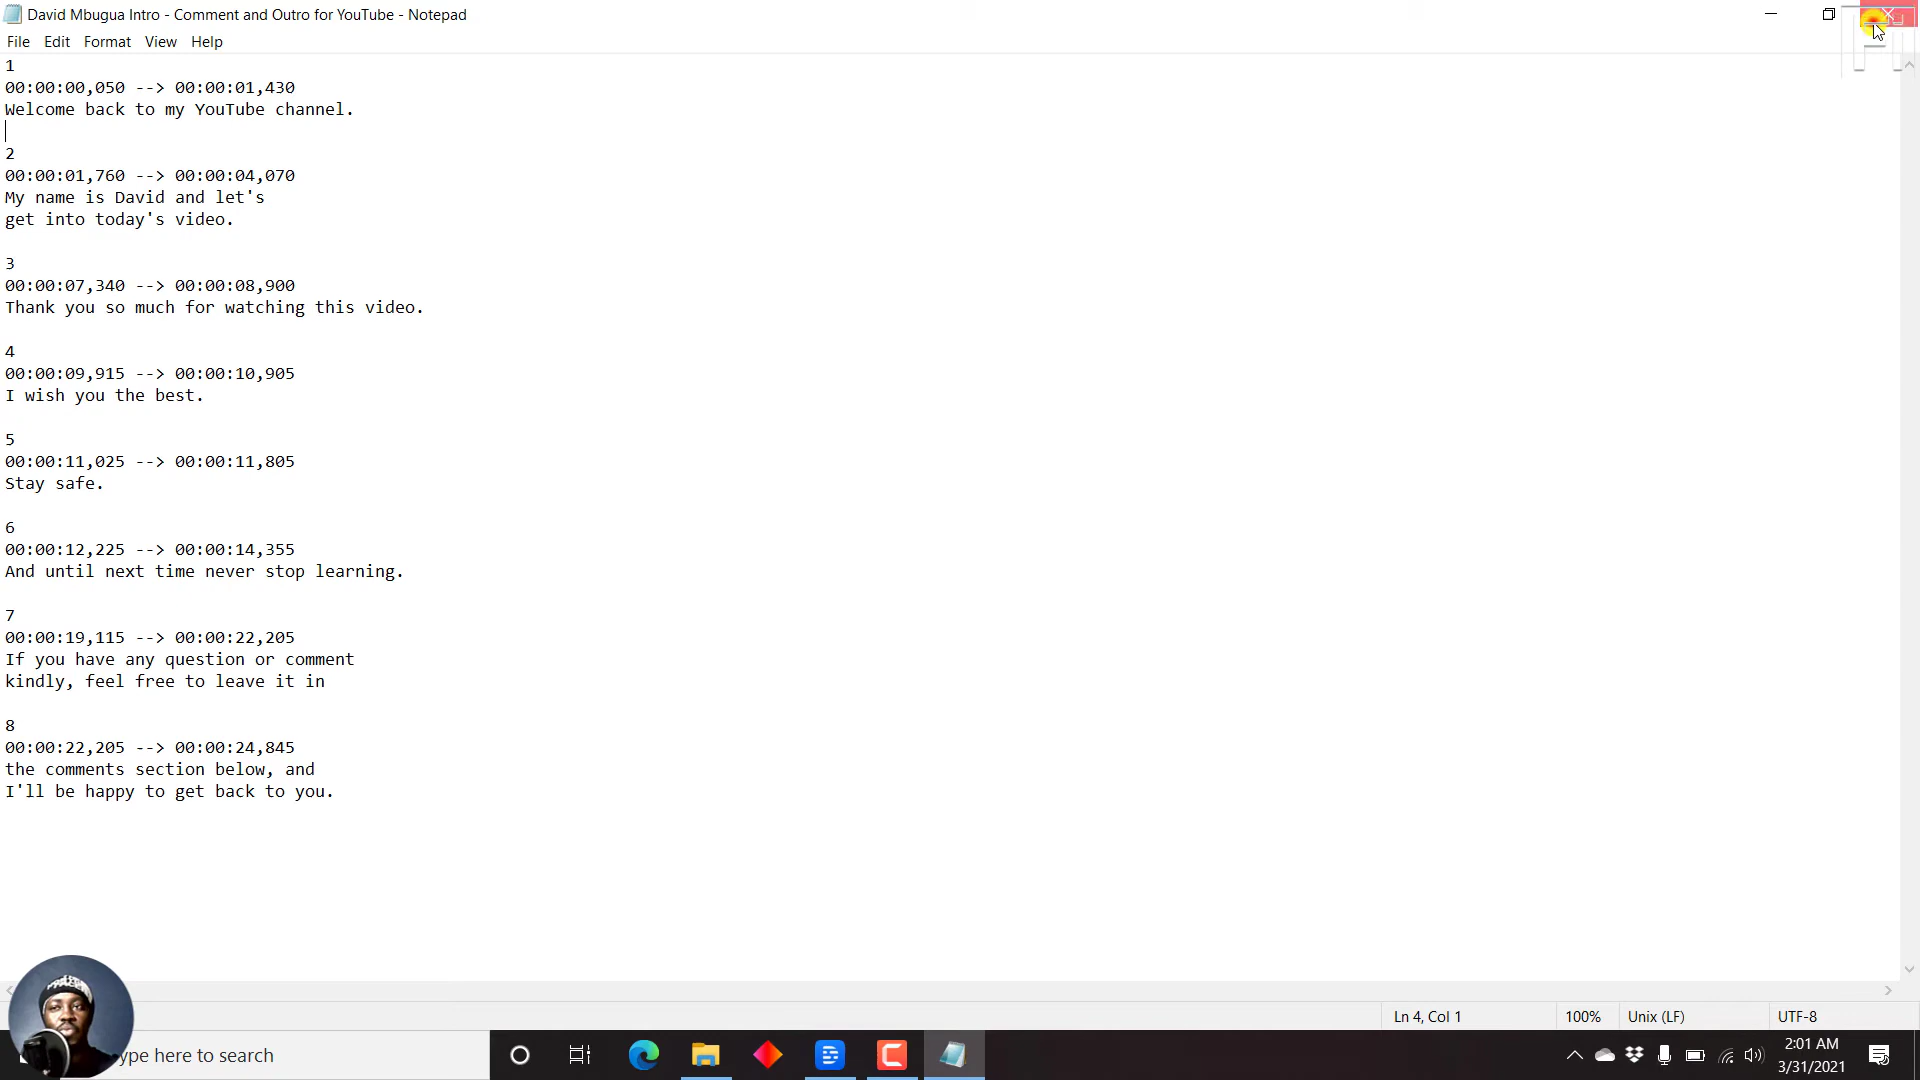 David Mbugua Intro - Comment and Outro for YouTube - Notepad
File Edit Format View Help
1
00:00:00,050 --> 00:00:01,430
Welcome back to my YouTube channel.
2
00:00:01,760 --> 00:00:04,070
My name is David and let's
get into today's video.
3
00:00:07,340 --> 00:00:08,900
Thank you so much for watching this video.
4
00:00:09,915 --> 00:00:10,905
I wish you the best.
5
00:00:11,025 --> 00:00:11,805
Stay safe.
6
00:00:12,225 --> 00:00:14,355
And until next time never stop learning.
7
00:00:19,115 --> 00:00:22,205
If you have any question or comment
kindly, feel free to leave it in
8
00:00:22,205 --> 00:00:24,845
the comments section below, and
I'll be happy to get back to you.
Ln 4, Col 1 100% Unix (LF) UTF-8
ype here to search
2:01 AM
3/31/2021